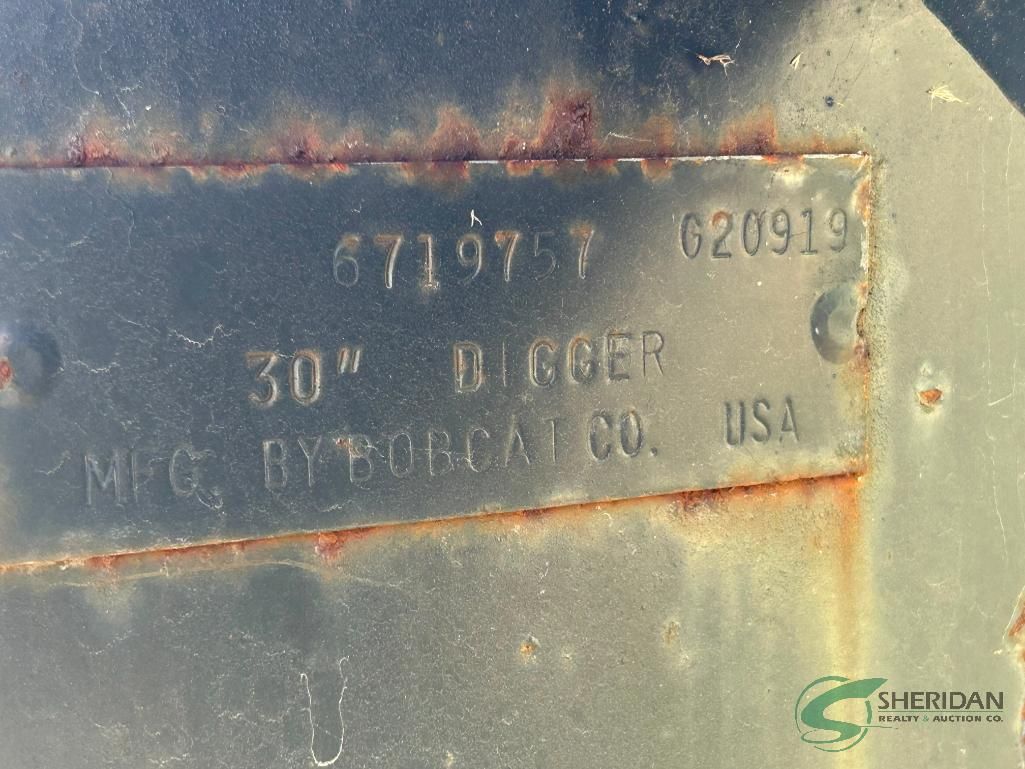 6719757 G20919
30" DIGGER
MFG. BY BOBCAT CO. USA
SHERIDAN
REALTY & AUCTION CO.